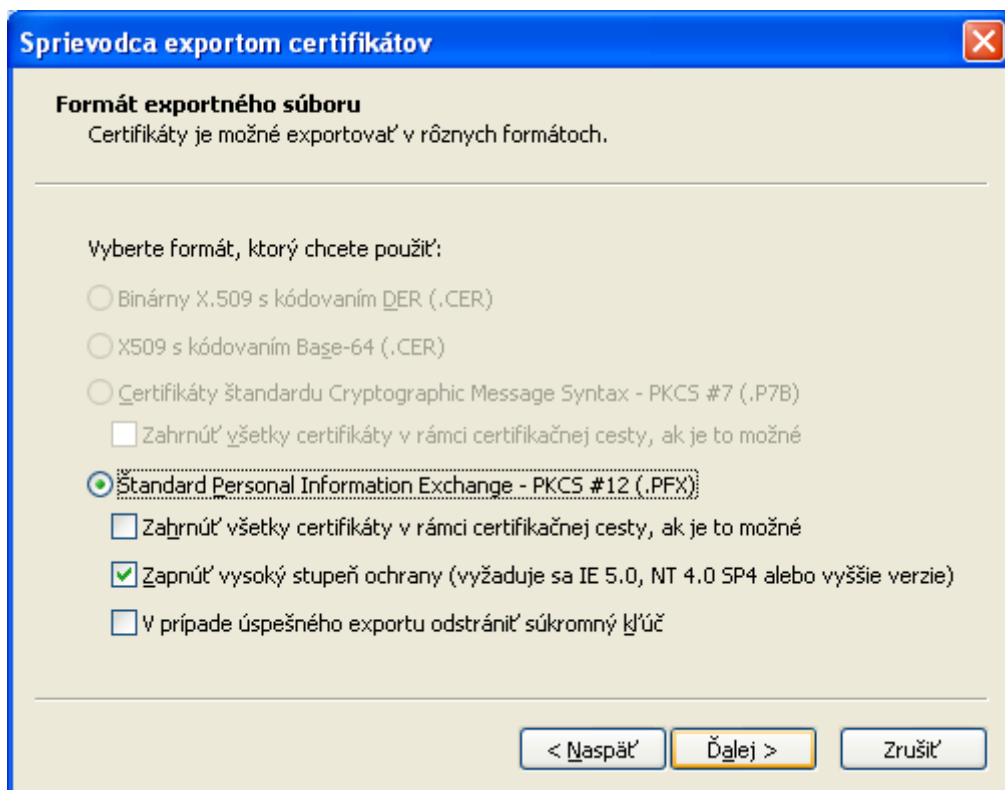 Sprievodca exportom certifikátov
Formát exportného súboru
Certifikáty je možné exportovať v rôznych formátoch.
Vyberte formát, ktorý chcete použiť:
Binárny X.509 s kódovaním DER (.CER)
X509 s kódovaním Base-64 (.CER)
Certifikáty štandardu Cryptographic Message Syntax - PKCS #7 (.P7B)
Zahrnúť všetky certifikáty v rámci certifikačnej cesty, ak je to možné
Štandard Personal Information Exchange - PKCS #12 (.PFX)
Zahrnúť všetky certifikáty v rámci certifikačnej cesty, ak je to možné
Zapnúť vysoký stupeň ochrany (vyžaduje sa IE 5.0, NT 4.0 SP4 alebo vyššie verzie)
V prípade úspešného exportu odstrániť súkromný kľúč
< Naspäť Ďalej > Zrušiť